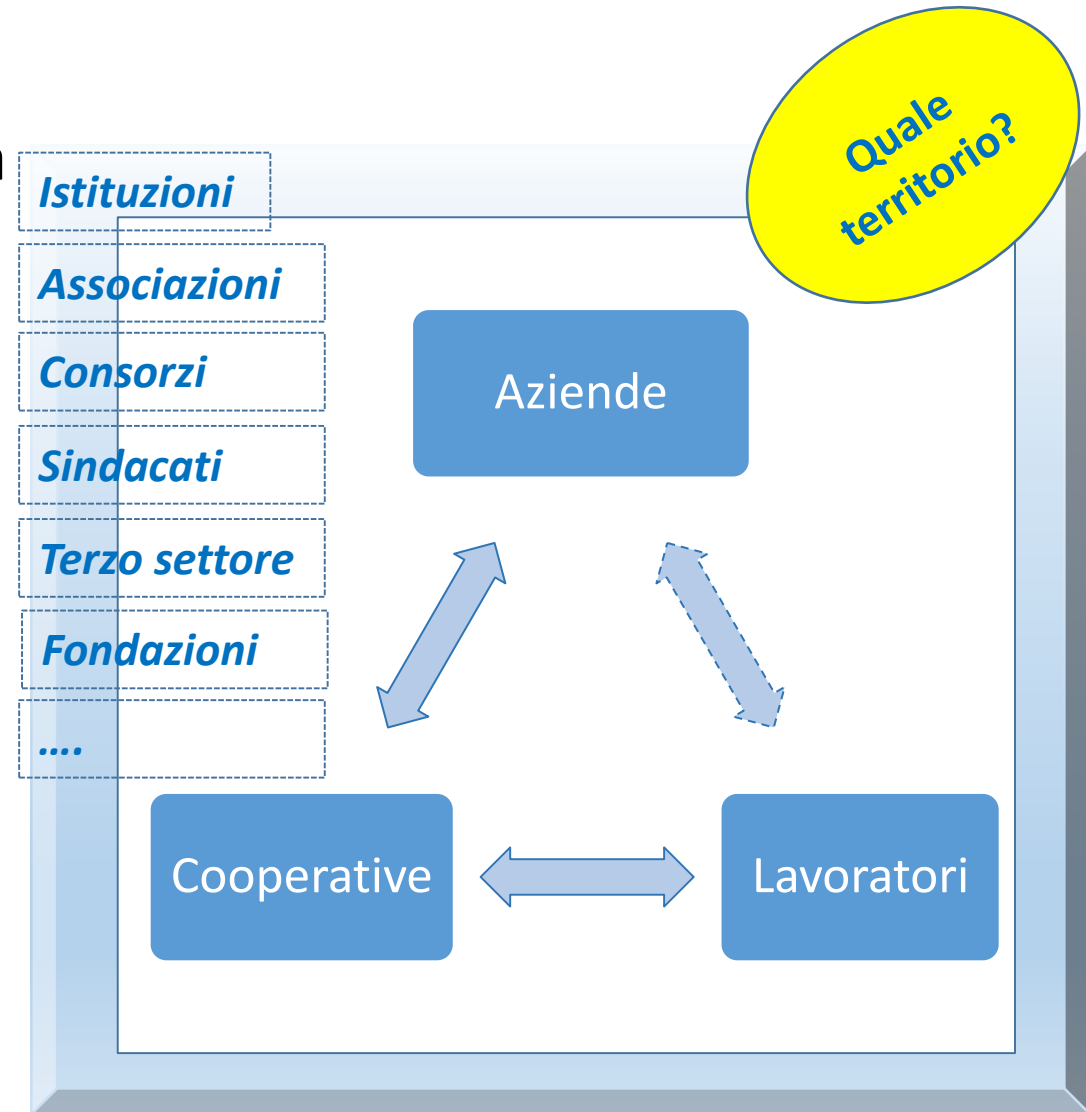 Quale
territorio?
Istituzioni
Associazioni
Consorzi
Sindacati
Terzo settore
Fondazioni
....
Aziende
Cooperative
Lavoratori